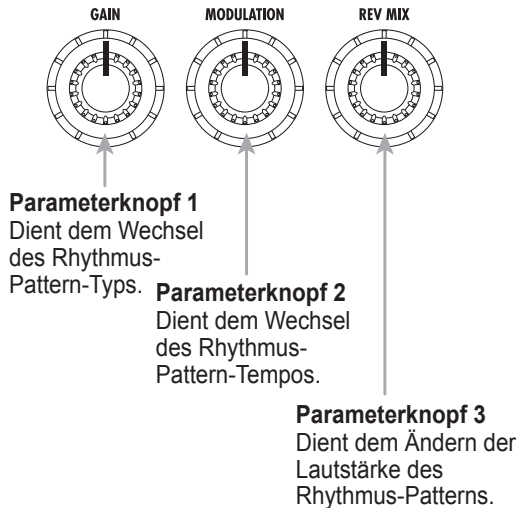 GAIN
MODULATION
REV MIX
Parameterknopf 1
Dient dem Wechsel
des Rhythmus-
Pattern-Typs.
Parameterknopf 2
Dient dem Wechsel
des Rhythmus-
Pattern-Tempos.
Parameterknopf 3
Dient dem Ändern der
Lautstärke des
Rhythmus-Patterns.